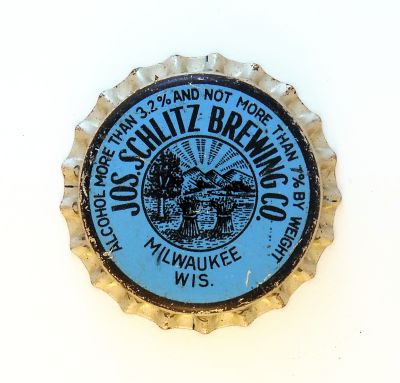 ALCOHOL MORE THAN 3.2% AND NOT MORE THAN 7% BY WEIGHT
JOS. SCHLITZ BREWING CO.
MILWAUKEE
WIS.